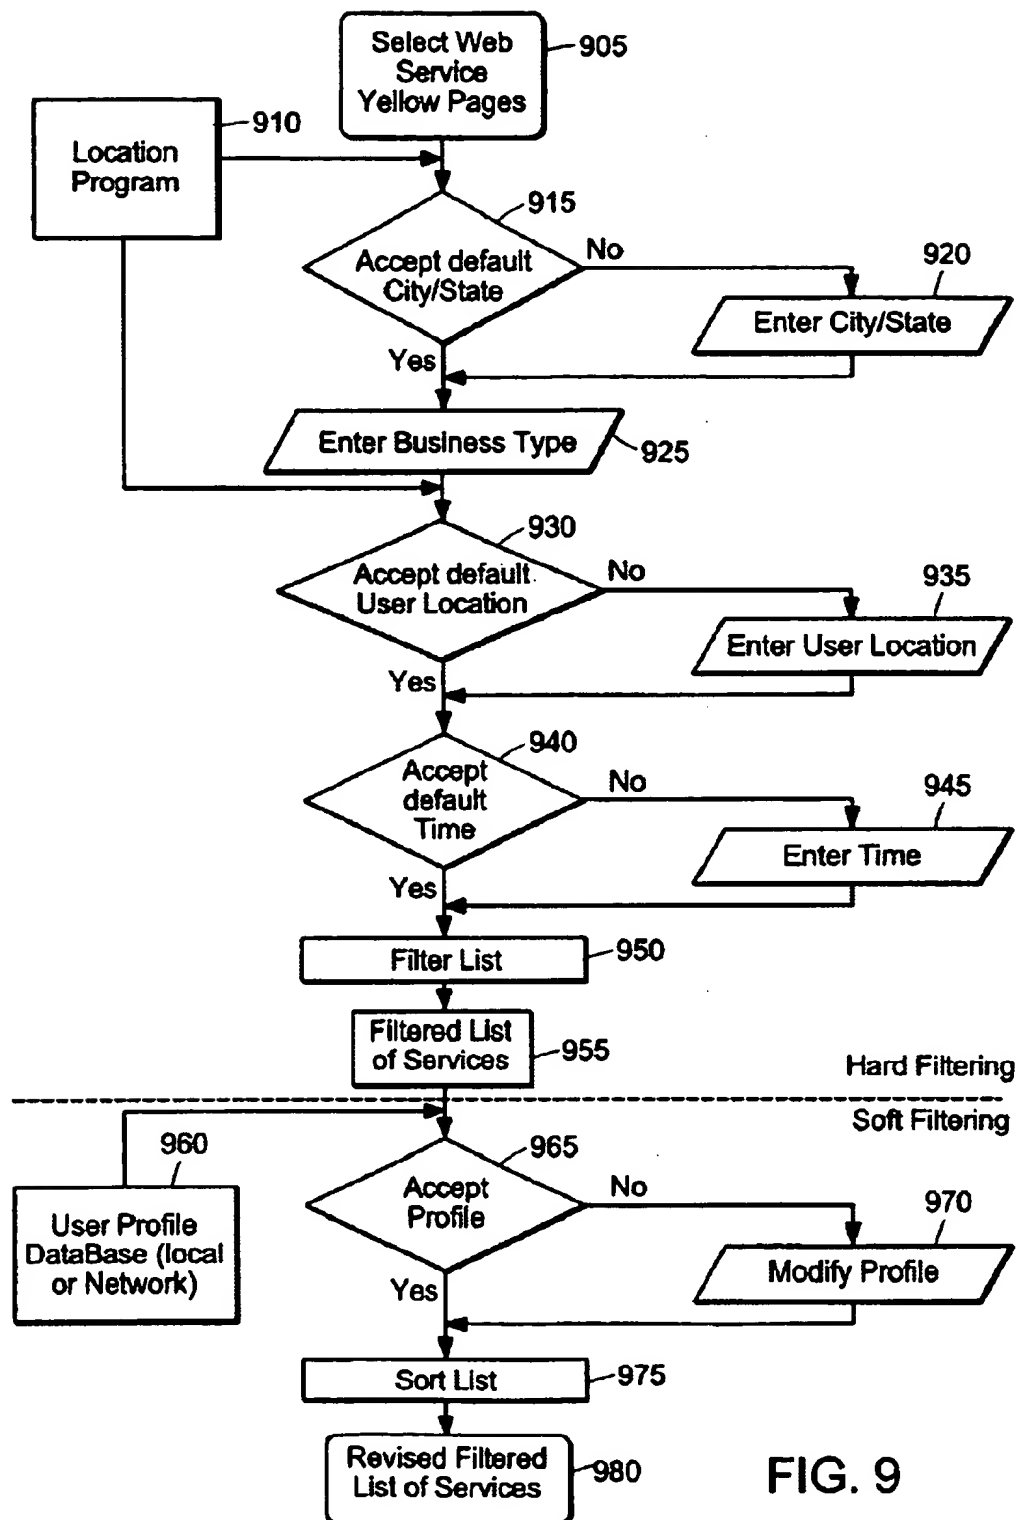 Select Web
Service
Yellow Pages
905
Location
Program
910
Accept default
City/State
915
No
Enter City/State
920
Yes
Enter Business Type
925
Accept default
User Location
930
No
Enter User Location
935
Yes
Accept
default
Time
940
No
Enter Time
945
Yes
Filter List
950
Filtered List
of Services
955
Hard Filtering
Soft Filtering
User Profile
DataBase (local
or Network)
960
Accept
Profile
965
No
Modify Profile
970
Yes
Sort List
975
Revised Filtered
List of Services
980
FIG. 9